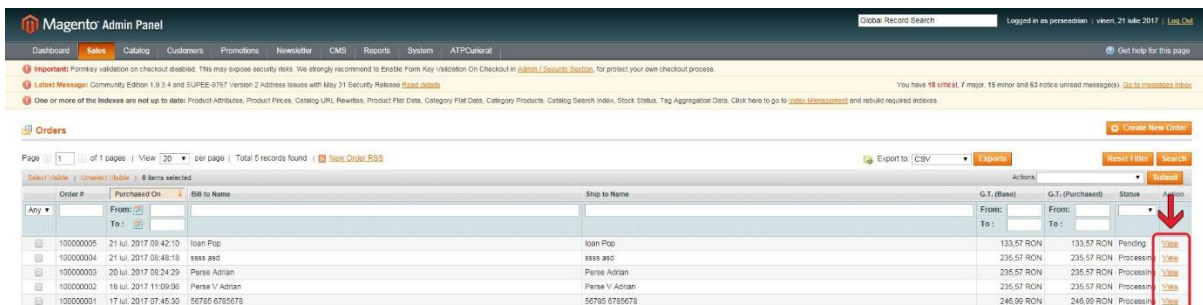 Magento Admin Panel
Global Record Search
Logged in as perseadrian | vineri, 21 iulie 2017 | Log Out
Dashboard Sales Catalog Customers Promotions Newsletter CMS Reports System ATPCurierat
Get help for this page
Important: Formkey validation on checkout disabled. This may expose security risks. We strongly recommend to Enable Form Key Validation On Checkout in Admin / Security Section, for protect your own checkout process.
Latest Message: Community Edition 1.9.3.4 and SUPEE-9767 Version 2 Address Issues with May 31 Security Release Read details
You have 18 critical, 7 major, 15 minor and 63 notice unread message(s). Go to messages inbox
One or more of the Indexes are not up to date: Product Attributes, Product Prices, Catalog URL Rewrites, Product Flat Data, Category Flat Data, Category Products, Catalog Search Index, Stock Status, Tag Aggregation Data. Click here to go to Index Management and rebuild required indexes.
Orders
Create New Order
Page 1 of 1 pages | View 20 per page | Total 5 records found | New Order RSS
Export to: CSV Exporta Reset Filter Search
Select Visible | Unselect Visible | 0 items selected
Actions Submit
Order # Purchased On Bill to Name Ship to Name G.T. (Base) G.T. (Purchased) Status Action
Any From: From: From:
To : To : To :
100000005 21 iul. 2017 09:42:10 Ioan Pop Ioan Pop 133,57 RON 133,57 RON Pending View
100000004 21 iul. 2017 08:48:18 ssss asd ssss asd 235,57 RON 235,57 RON Processing View
100000003 20 iul. 2017 08:24:29 Perse Adrian Perse Adrian 235,57 RON 235,57 RON Processing View
100000002 18 iul. 2017 11:09:06 Perse V Adrian Perse V Adrian 235,57 RON 235,57 RON Processing View
100000001 17 iul. 2017 07:45:30 56785 6785678 56785 6785678 246,99 RON 246,99 RON Processing View